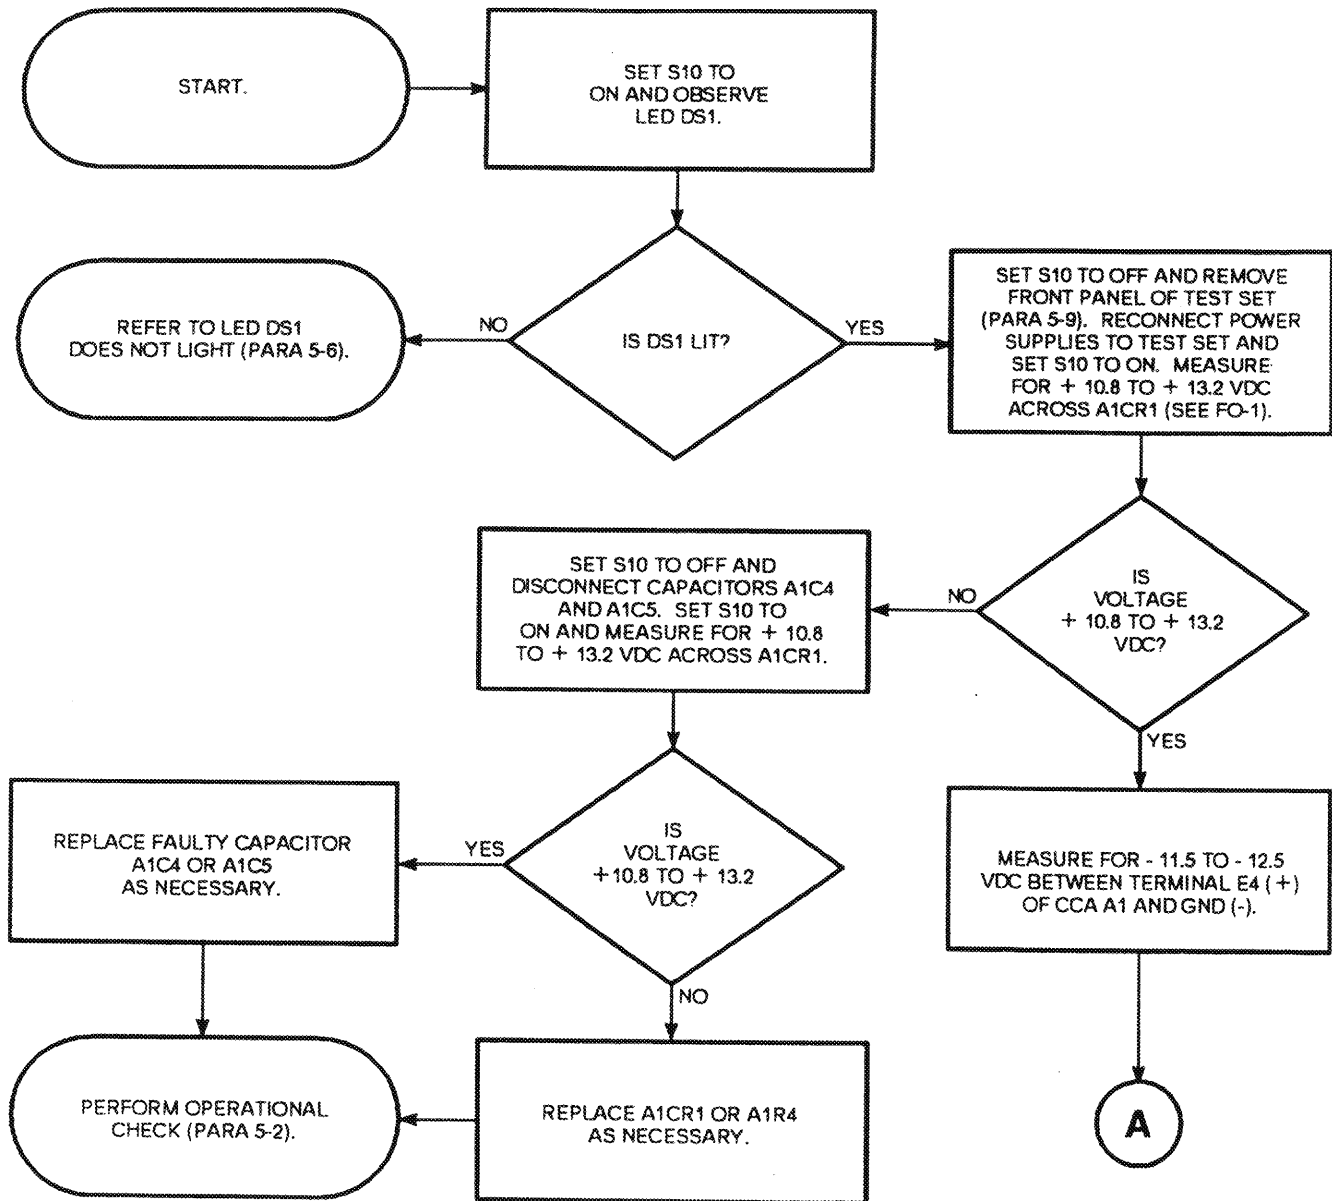 START.
SET S10 TO
ON AND OBSERVE
LED DS1.
REFER TO LED DS1
DOES NOT LIGHT (PARA 5-6).
NO
IS DS1 LIT?
YES
SET S10 TO OFF AND REMOVE
FRONT PANEL OF TEST SET
(PARA 5-9). RECONNECT POWER
SUPPLIES TO TEST SET AND
SET S10 TO ON. MEASURE
FOR + 10.8 TO + 13.2 VDC
ACROSS A1CR1 (SEE FO-1).
SET S10 TO OFF AND
DISCONNECT CAPACITORS A1C4
AND A1C5. SET S10 TO
ON AND MEASURE FOR + 10.8
TO + 13.2 VDC ACROSS A1CR1.
NO
IS
VOLTAGE
+ 10.8 TO + 13.2
VDC?
YES
REPLACE FAULTY CAPACITOR
A1C4 OR A1C5
AS NECESSARY.
YES
IS
VOLTAGE
+10.8 TO + 13.2
VDC?
NO
MEASURE FOR - 11.5 TO - 12.5
VDC BETWEEN TERMINAL E4 (+)
OF CCA A1 AND GND (-).
PERFORM OPERATIONAL
CHECK (PARA 5-2).
REPLACE A1CR1 OR A1R4
AS NECESSARY.
A